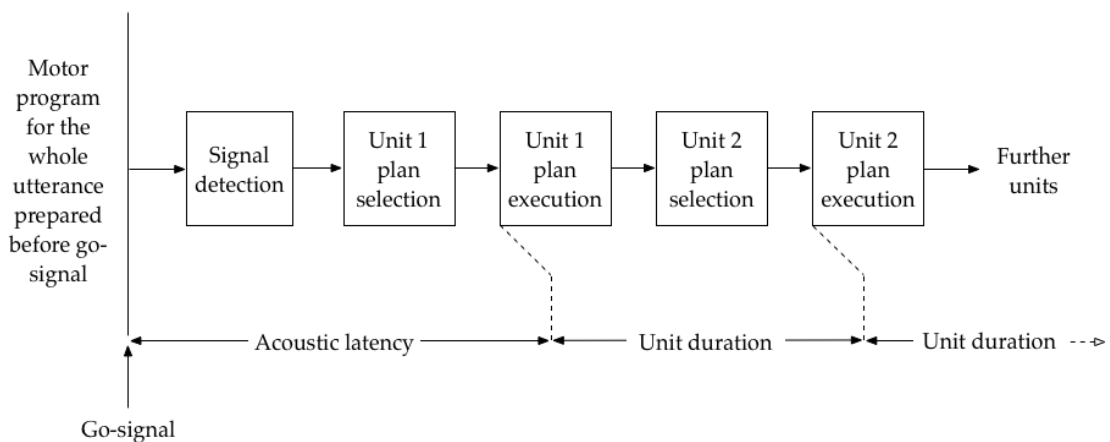 Motor
program
for the
whole
utterance
prepared
before go-
signal
Signal
detection
Unit 1
plan
selection
Unit 1
plan
execution
Unit 2
plan
selection
Unit 2
plan
execution
Further
units
Acoustic latency
Unit duration
Unit duration
Go-signal